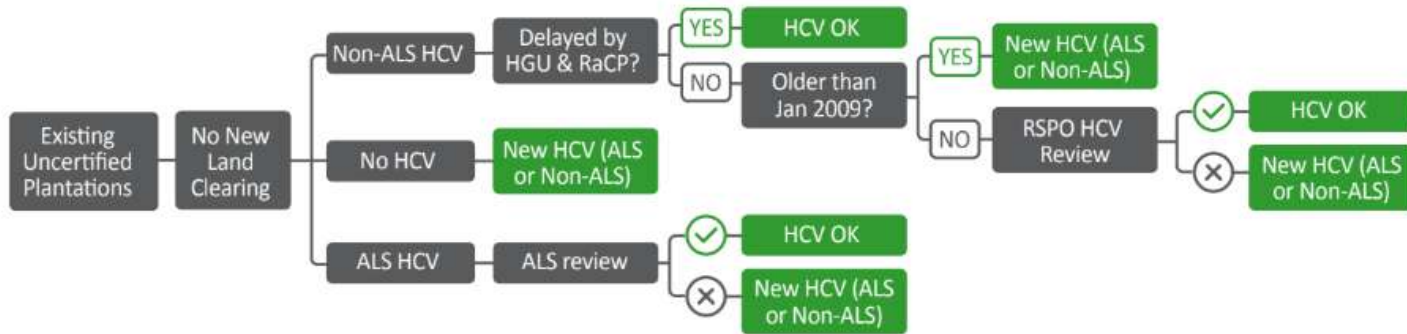 Existing
Uncertified
Plantations
No New
Land
Clearing
Non-ALS HCV
Delayed by
HGU & RaCP?
YES
HCV OK
NO
Older than
Jan 2009?
YES
New HCV (ALS
or Non-ALS)
NO
RSPO HCV
Review
HCV OK
New HCV (ALS
or Non-ALS)
No HCV
New HCV (ALS
or Non-ALS)
ALS HCV
ALS review
HCV OK
New HCV (ALS
or Non-ALS)